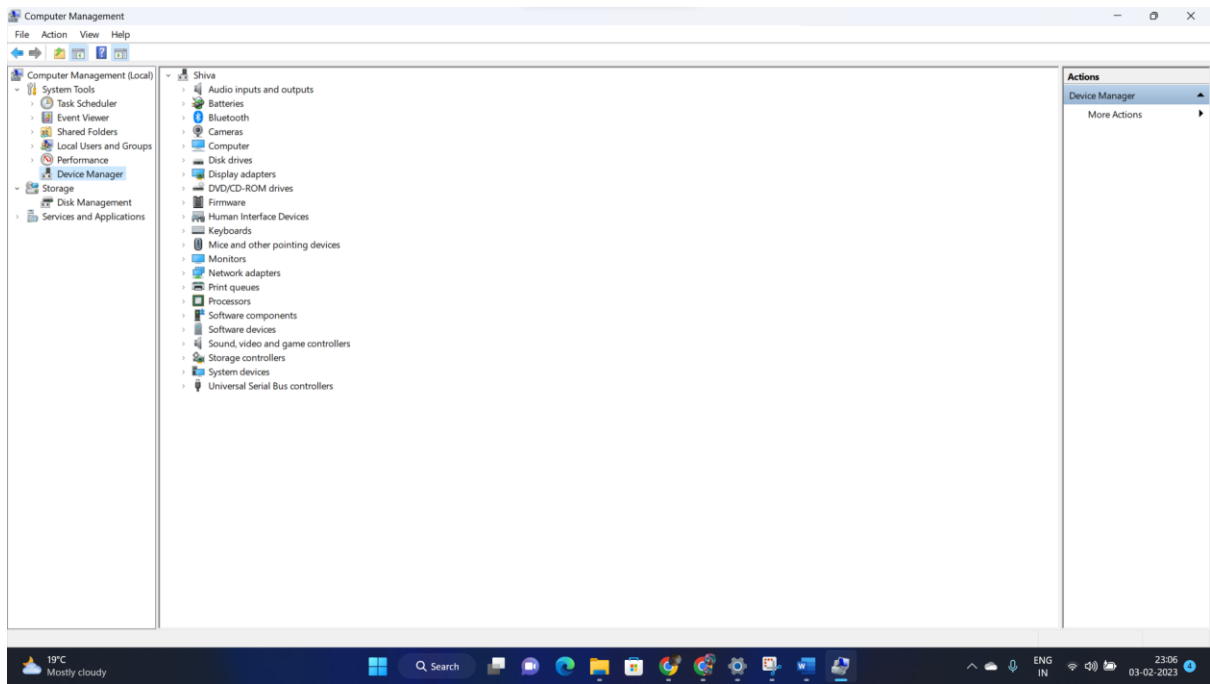 Computer Management
File Action View Help
Computer Management (Local)
System Tools
Task Scheduler
Event Viewer
Shared Folders
Local Users and Groups
Performance
Device Manager
Storage
Disk Management
Services and Applications
Shiva
Audio inputs and outputs
Batteries
Bluetooth
Cameras
Computer
Disk drives
Display adapters
DVD/CD-ROM drives
Firmware
Human Interface Devices
Keyboards
Mice and other pointing devices
Monitors
Network adapters
Print queues
Processors
Software components
Software devices
Sound, video and game controllers
Storage controllers
System devices
Universal Serial Bus controllers
Actions
Device Manager
More Actions
19°C
Mostly cloudy
Search
ENG
IN
23:06
03-02-2023
4